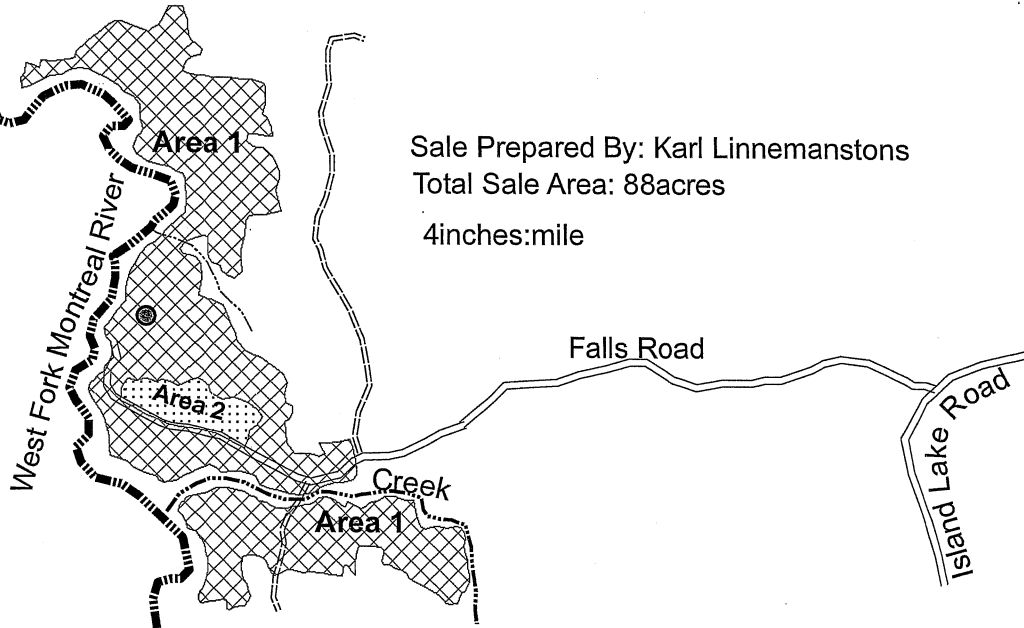 Area 1
Sale Prepared By: Karl Linnemanstons
Total Sale Area: 88acres
4inches:mile
West Fork Montreal River
Falls Road
Area 2
Island Lake Road
Creek
Area 1